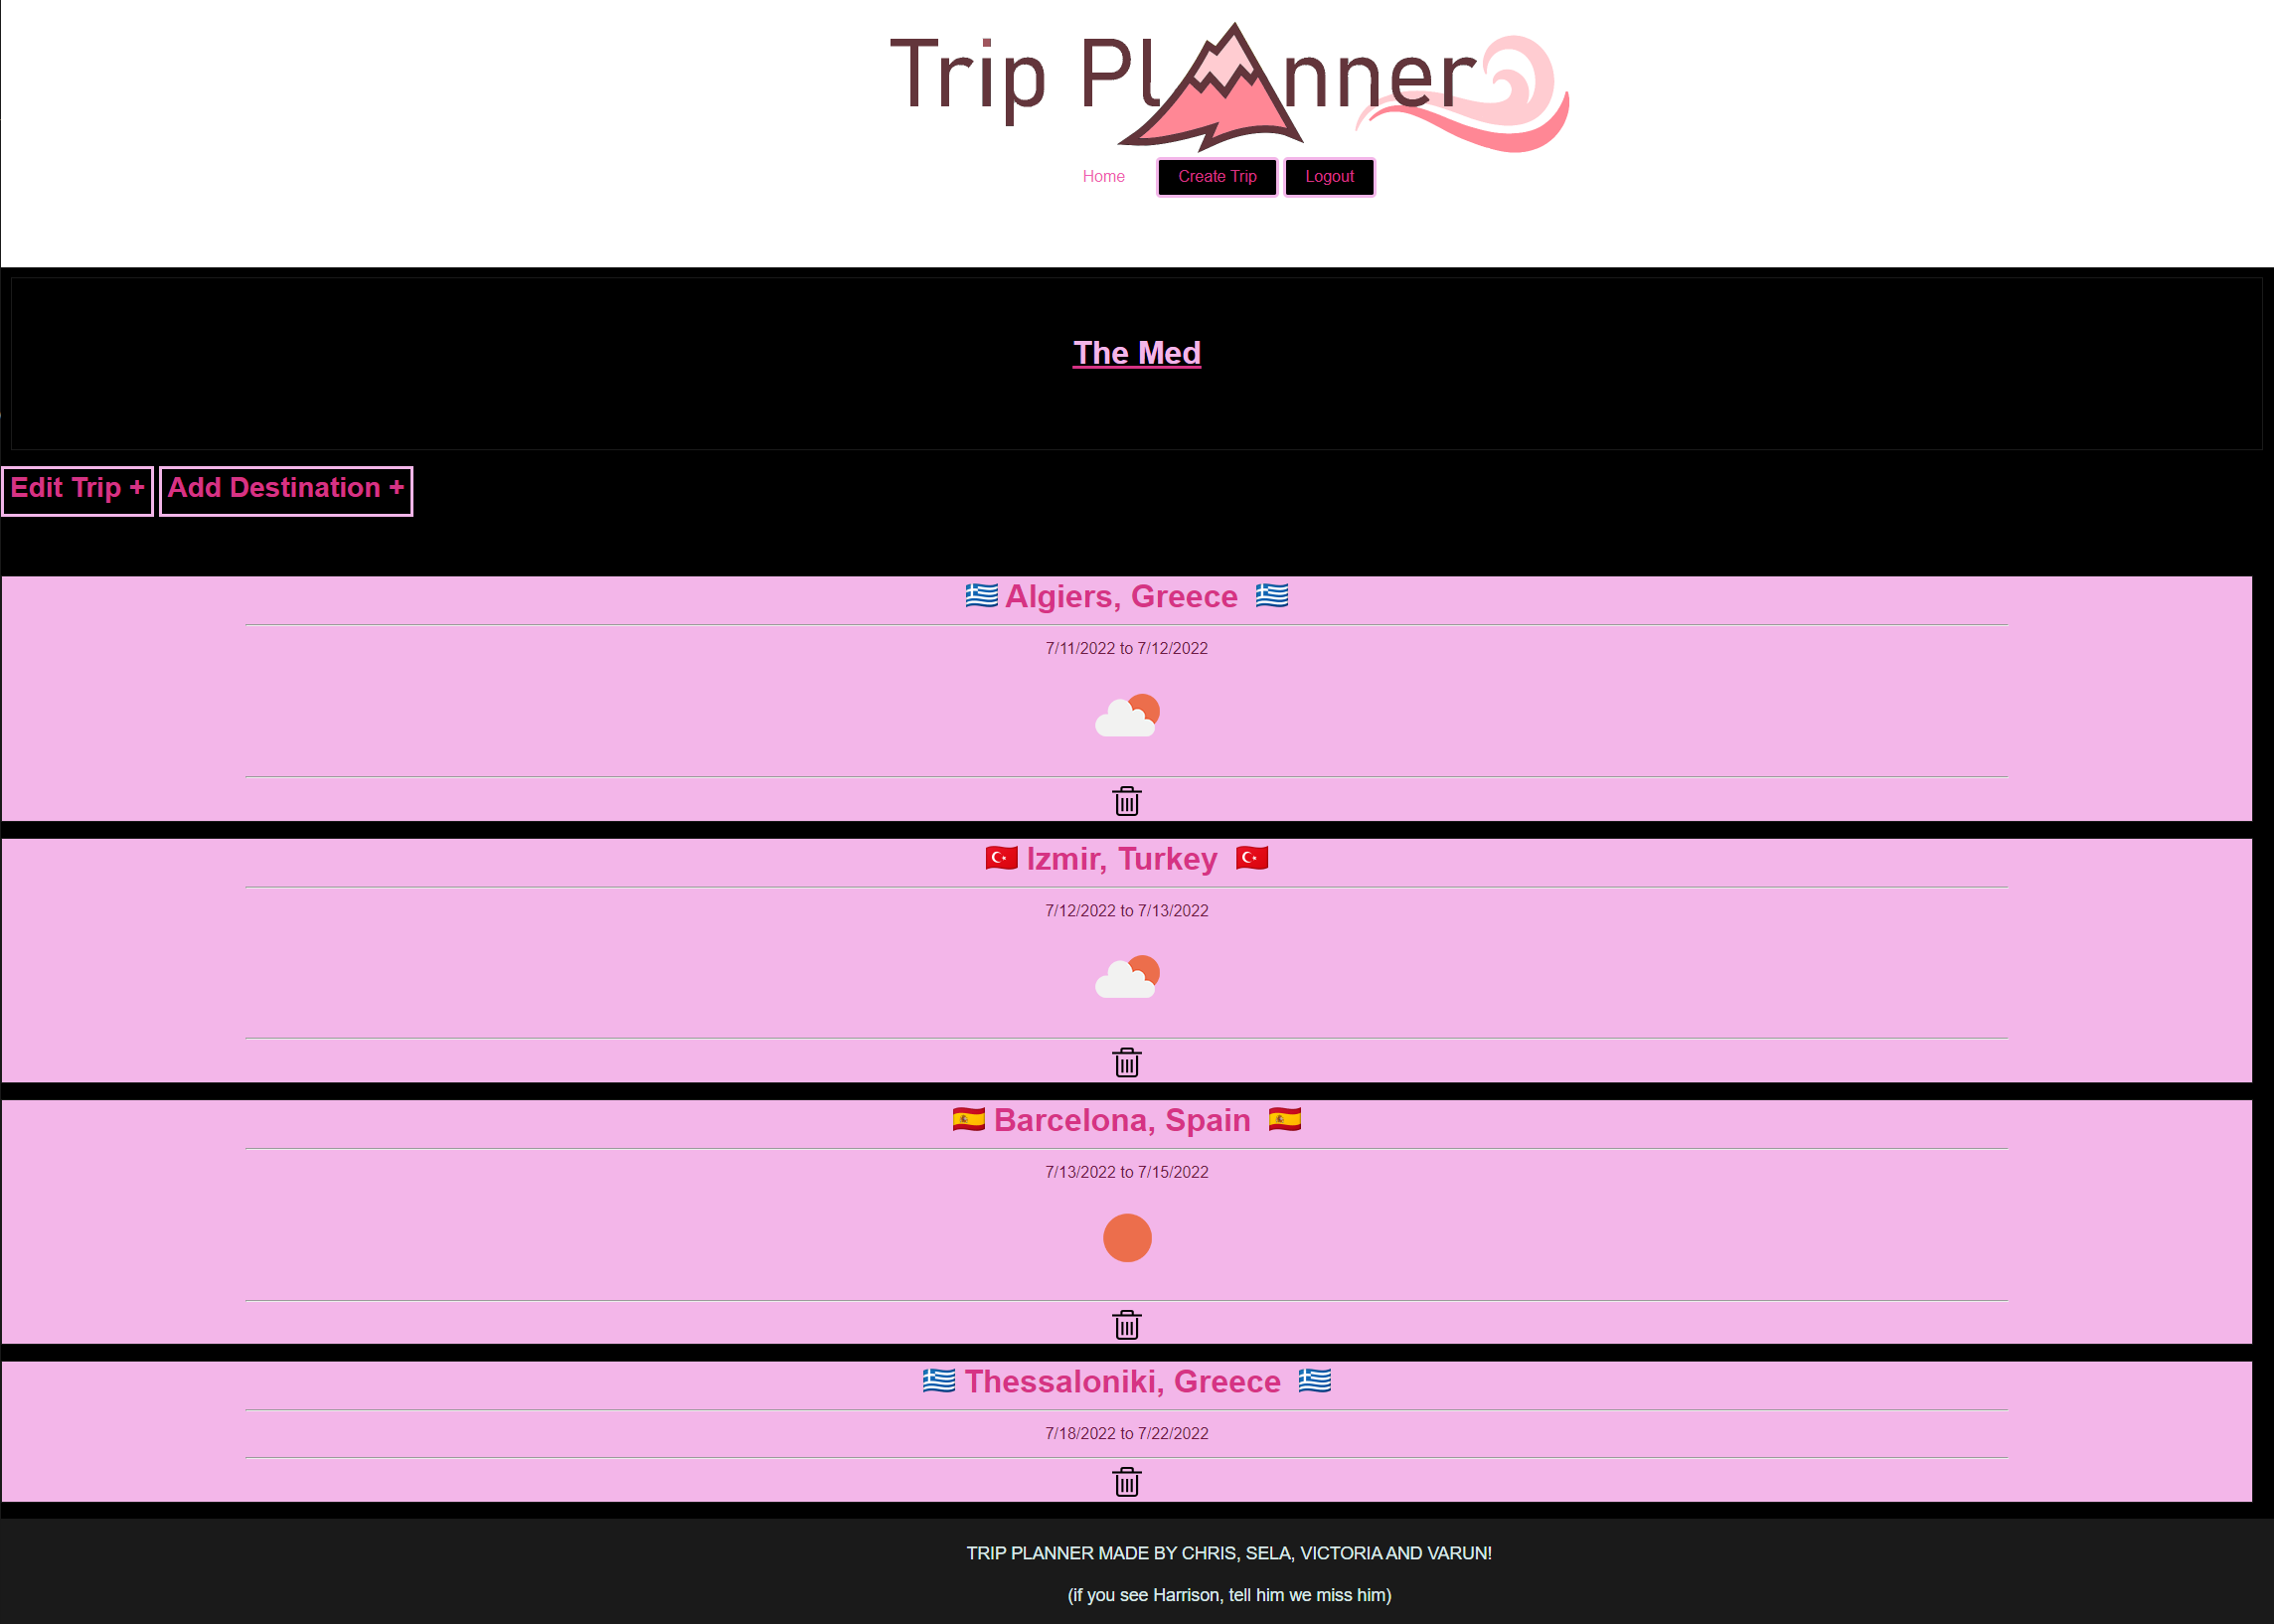 Trip Planner
Home Create Trip Logout
The Med
Edit Trip + Add Destination +
🇬🇷 Algiers, Greece 🇬🇷
7/11/2022 to 7/12/2022
🇹🇷 Izmir, Turkey 🇹🇷
7/12/2022 to 7/13/2022
🇪🇸 Barcelona, Spain 🇪🇸
7/13/2022 to 7/15/2022
🇬🇷 Thessaloniki, Greece 🇬🇷
7/18/2022 to 7/22/2022
TRIP PLANNER MADE BY CHRIS, SELA, VICTORIA AND VARUN!
(if you see Harrison, tell him we miss him)